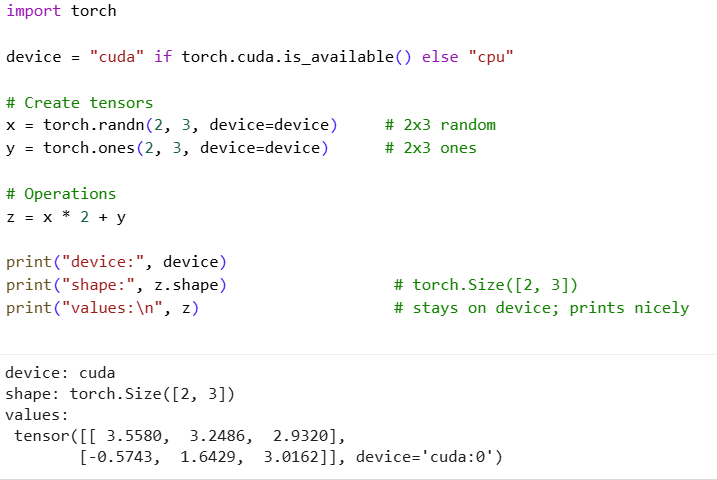 import torch

device = "cuda" if torch.cuda.is_available() else "cpu"

# Create tensors
x = torch.randn(2, 3, device=device)     # 2x3 random
y = torch.ones(2, 3, device=device)      # 2x3 ones

# Operations
z = x * 2 + y

print("device:", device)
print("shape:", z.shape)                  # torch.Size([2, 3])
print("values:\n", z)                     # stays on device; prints nicely

device: cuda
shape: torch.Size([2, 3])
values:
 tensor([[ 3.5580,  3.2486,  2.9320],
        [-0.5743,  1.6429,  3.0162]], device='cuda:0')